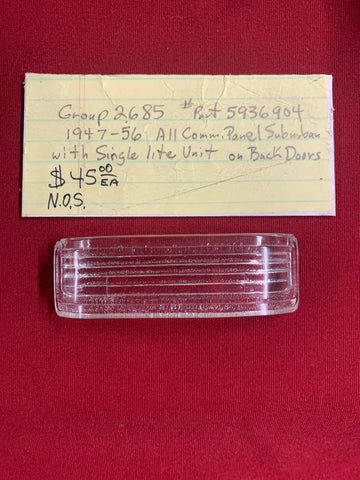 Group 2685 #Part 5936904
1947-56 All Comm. Panel Suburban
with Single lite Unit on Back Doors
$45.00 EA
N.O.S.